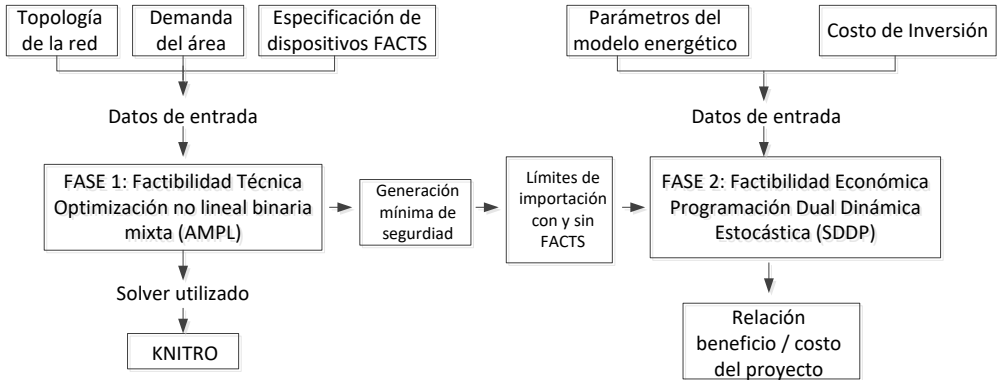 Topología
de la red
Demanda
del área
Especificación de
dispositivos FACTS
Parámetros del
modelo energético
Costo de Inversión
Datos de entrada
Datos de entrada
FASE 1: Factibilidad Técnica
Optimización no lineal binaria
mixta (AMPL)
Generación
mínima de
segurdiad
Límites de
importación
con y sin
FACTS
FASE 2: Factibilidad Económica
Programación Dual Dinámica
Estocástica (SDDP)
Solver utilizado
KNITRO
Relación
beneficio / costo
del proyecto